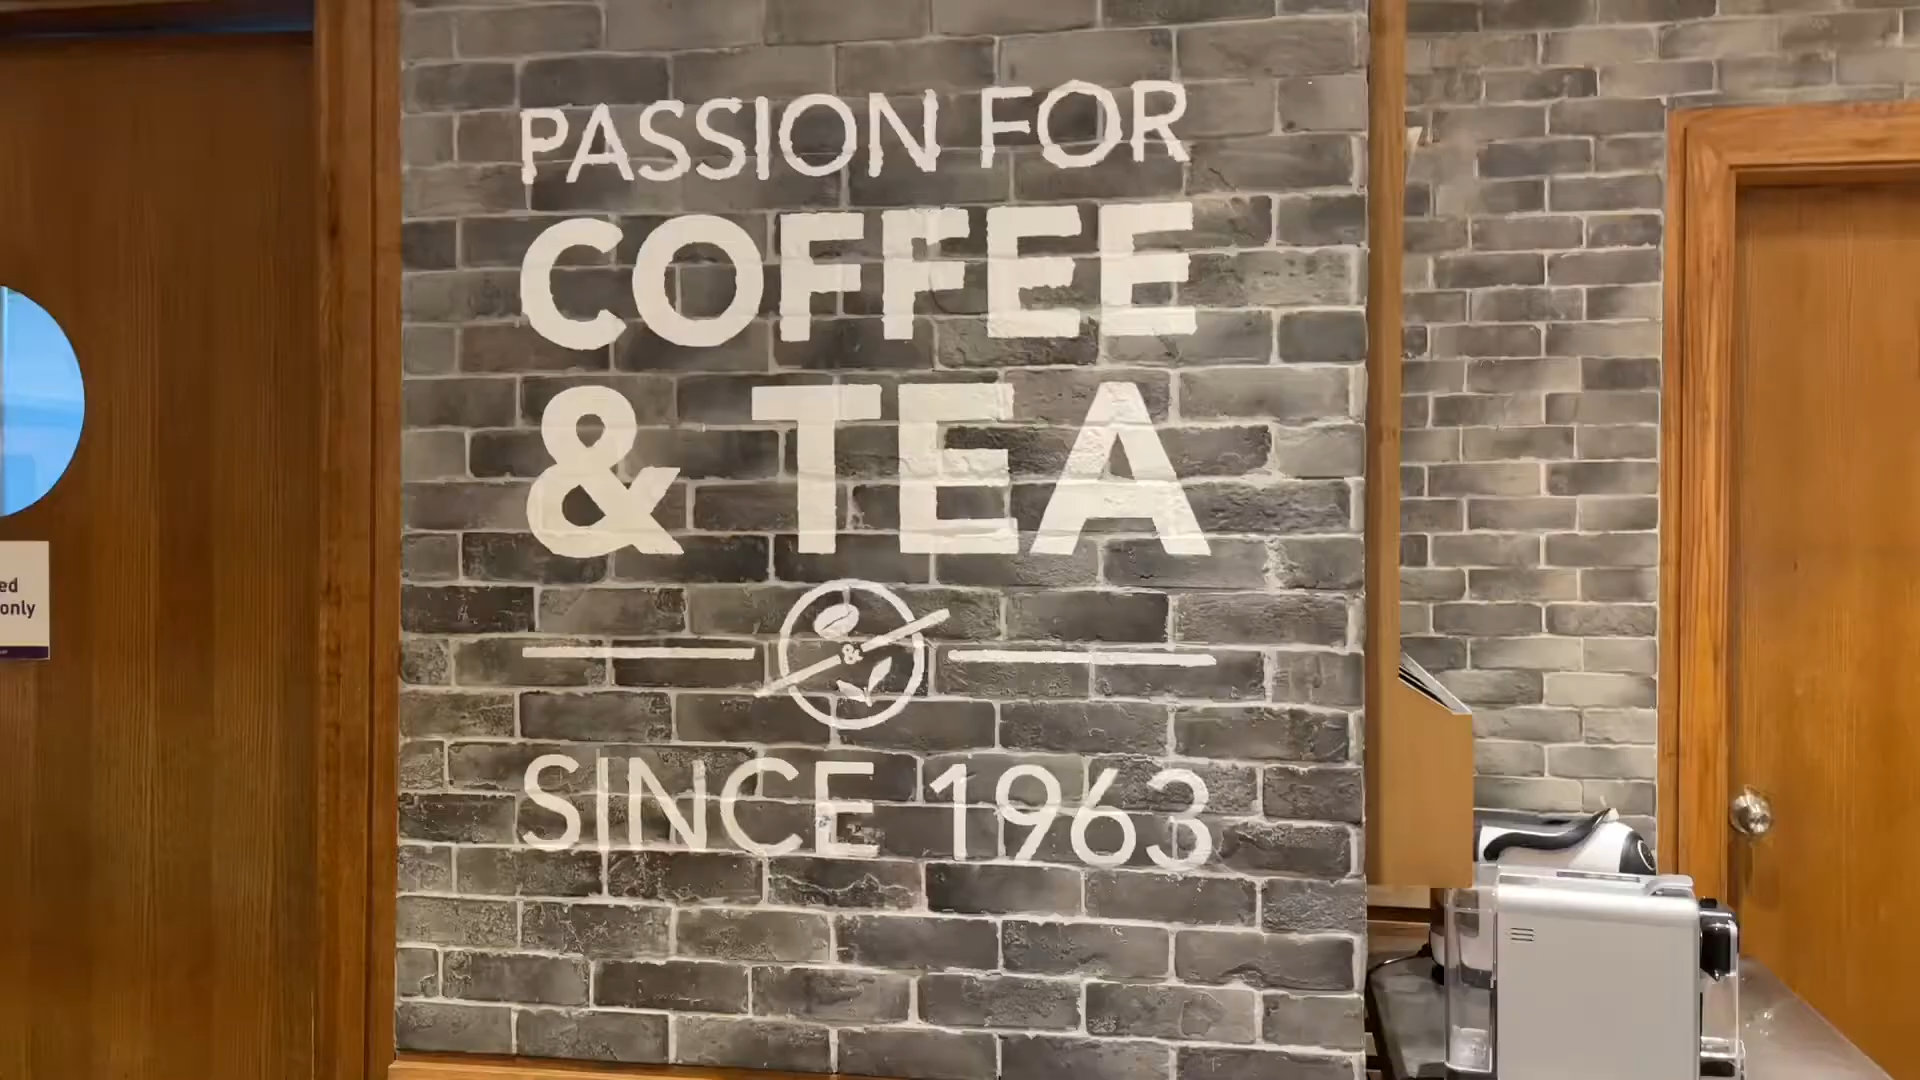 PASSION FOR
COFFEE
& TEA
&
SINCE 1963
ed
only